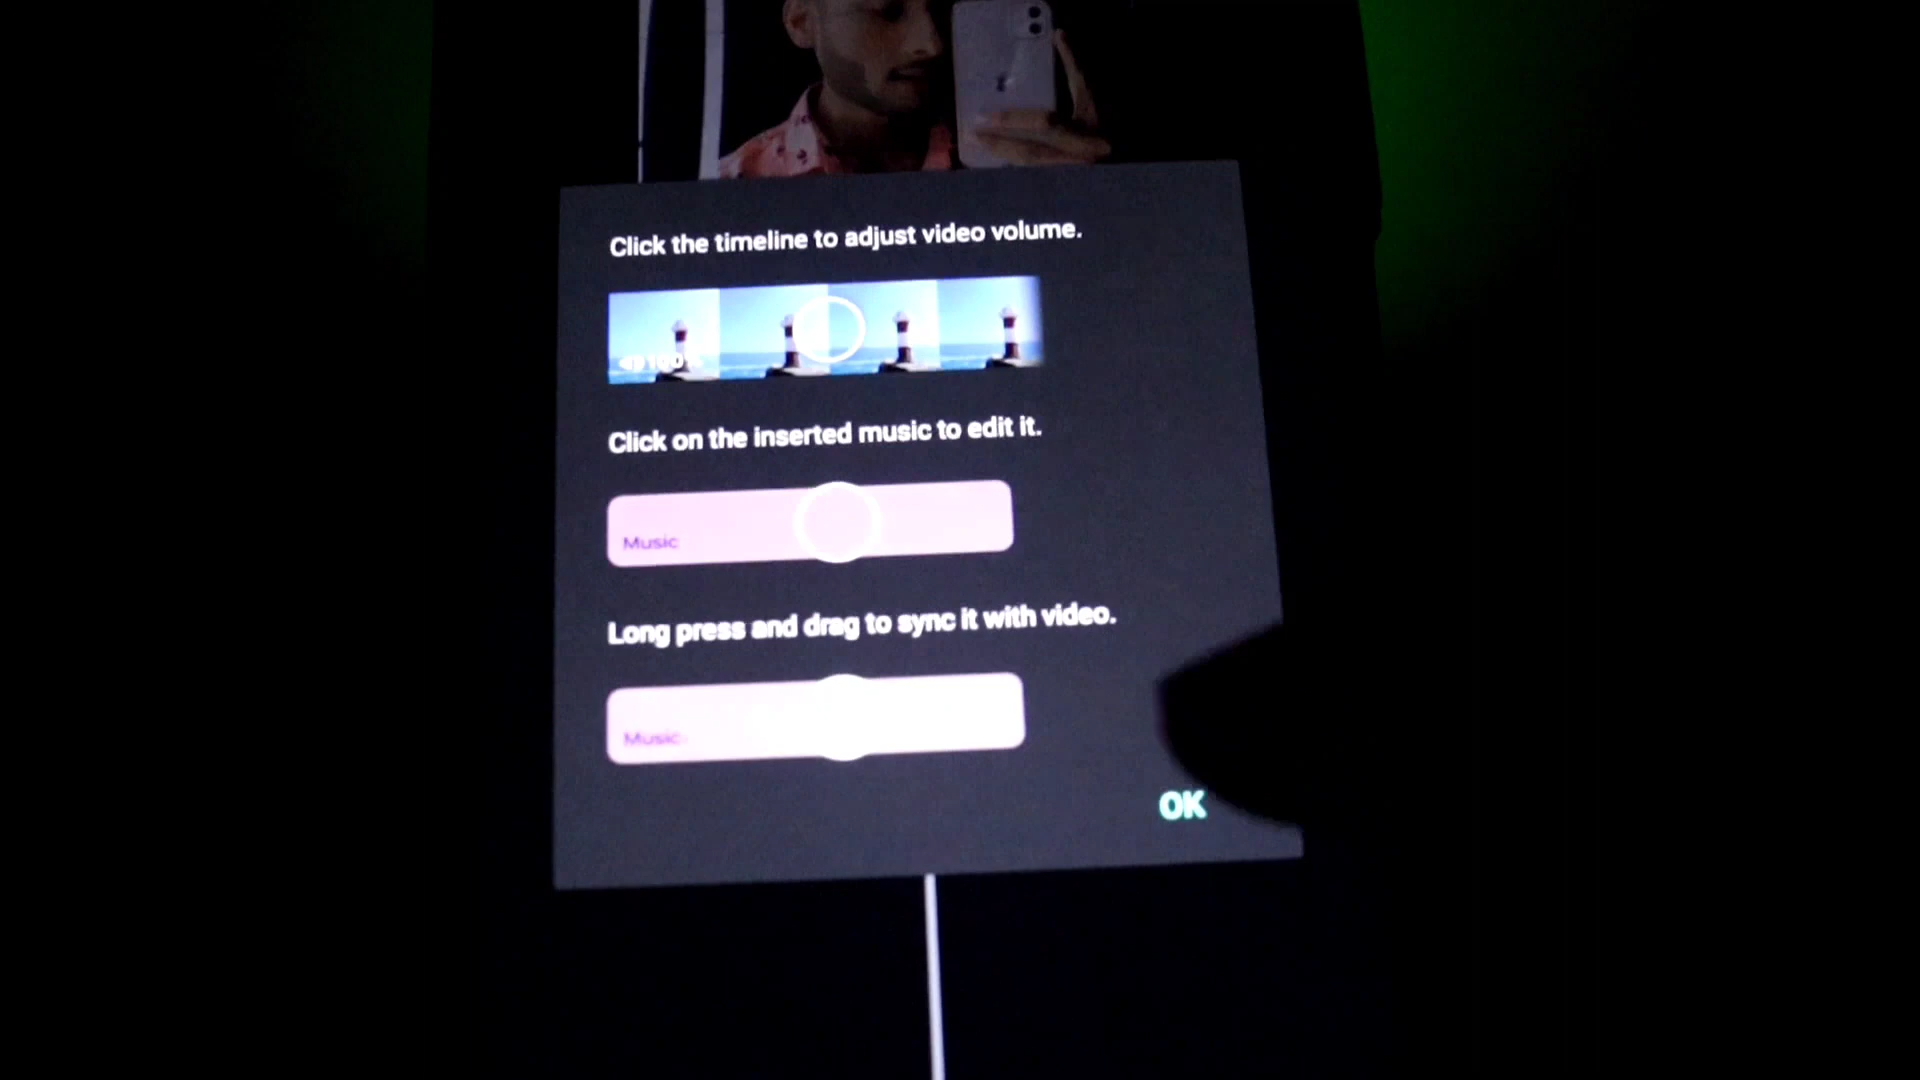 Click the timeline to adjust video volume.
100%
Click on the inserted music to edit it.
Music
Long press and drag to sync it with video.
Music
OK